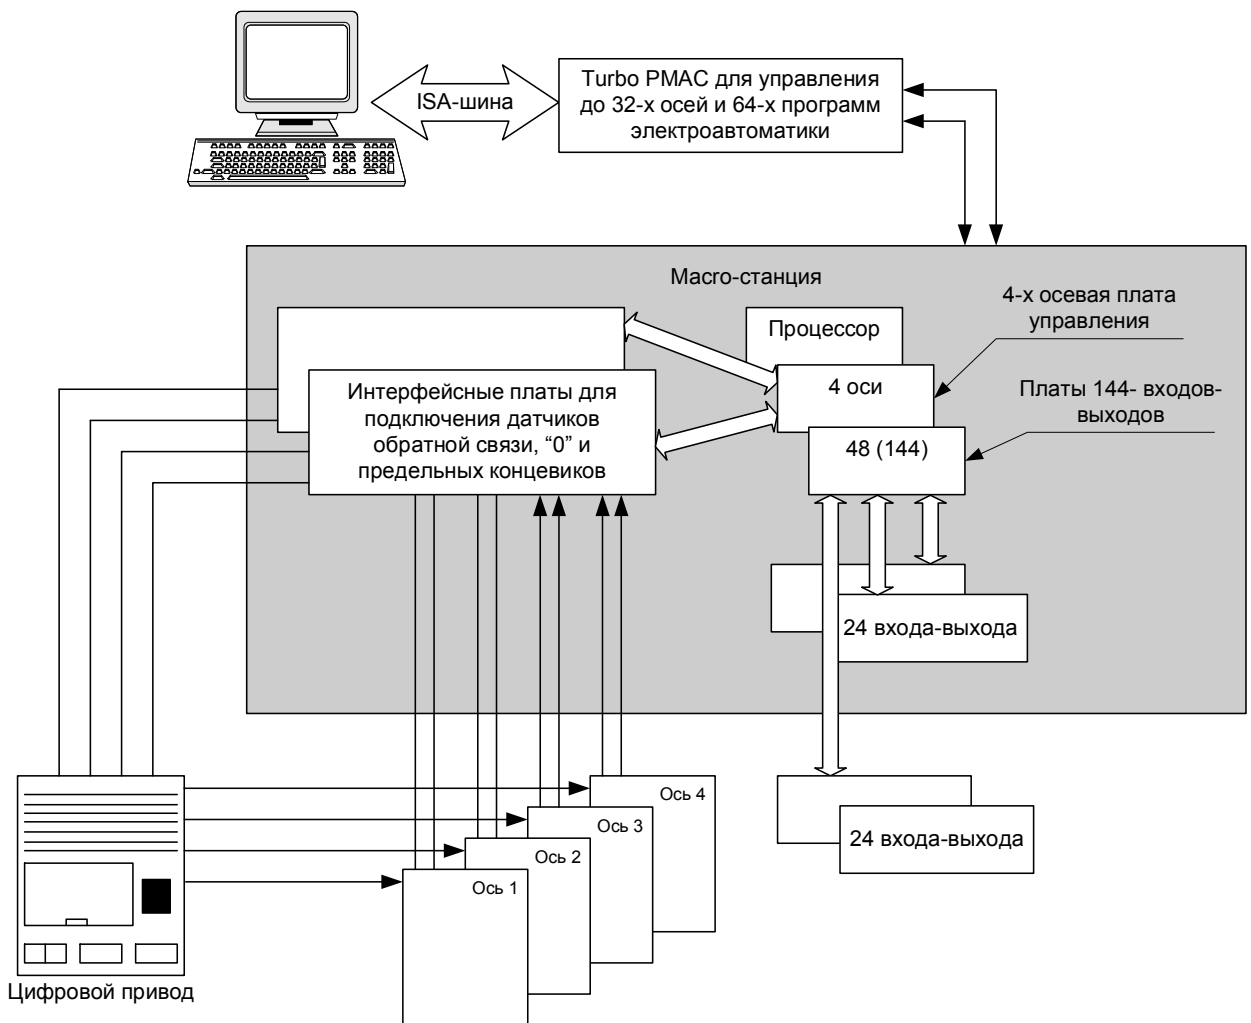 ISA-шина
Turbo PMAC для управления
до 32-х осей и 64-х программ
электроавтоматики
Macro-станция
4-х осевая плата
управления
Процессор
4 оси
Платы 144- входов-
выходов
Интерфейсные платы для
подключения датчиков
обратной связи, “0” и
предельных концевиков
48 (144)
24 входа-выхода
Ось 4
Ось 3
Ось 2
Ось 1
24 входа-выхода
Цифровой привод